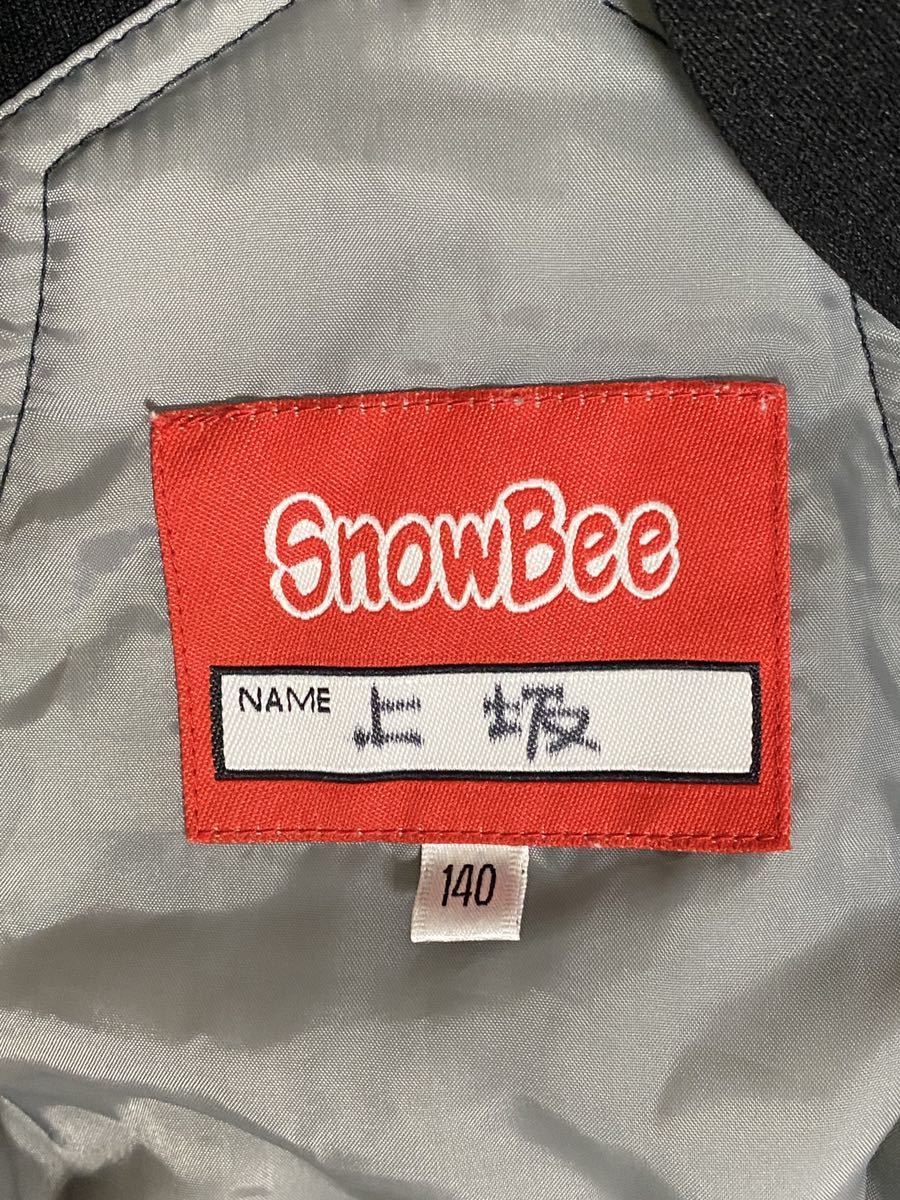 SnowBee
NAME 上 坂
140